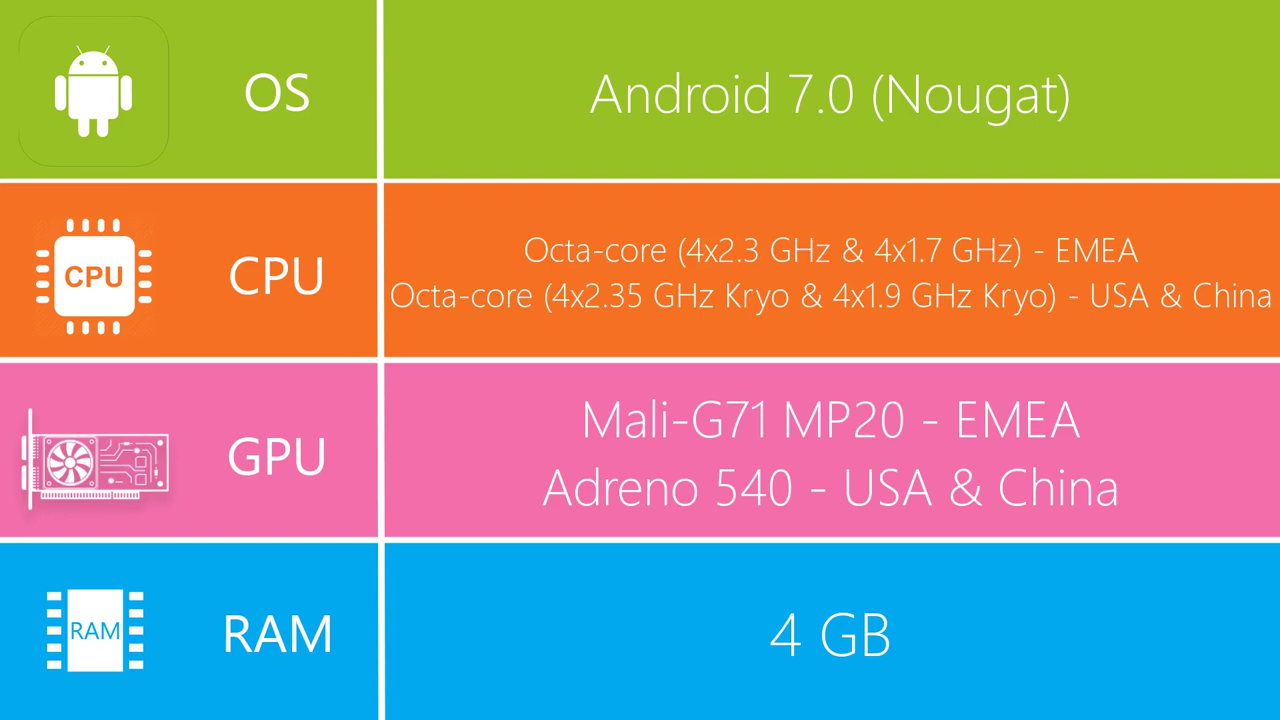 OS
Android 7.0 (Nougat)
CPU
CPU
Octa-core (4x2.3 GHz & 4x1.7 GHz) - EMEA
Octa-core (4x2.35 GHz Kryo & 4x1.9 GHz Kryo) - USA & China
GPU
Mali-G71 MP20 - EMEA
Adreno 540 - USA & China
RAM
RAM
4 GB